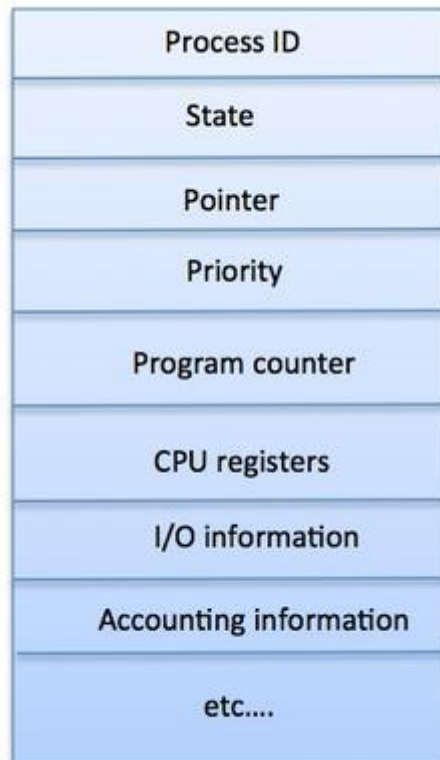 Process ID
State
Pointer
Priority
Program counter
CPU registers
I/O information
Accounting information
etc....